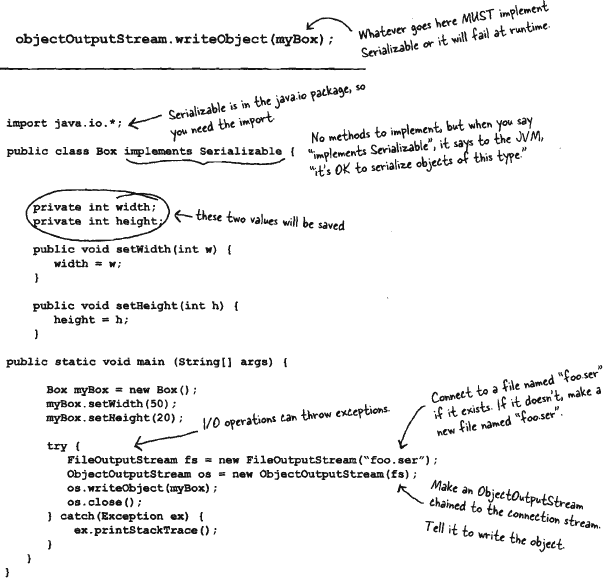 objectOutputStream.writeObject(myBox);
Whatever goes here MUST implement
Serializable or it will fail at runtime.
import java.io.*;
Serializable is in the java.io package, so
you need the import.
public class Box implements Serializable {
No methods to implement, but when you say
"implements Serializable", it says to the JVM,
"it's OK to serialize objects of this type."
private int width;
private int height;
these two values will be saved
public void setWidth(int w) {
width = w;
}
public void setHeight(int h) {
height = h;
}
public static void main (String[] args) {
Box myBox = new Box();
myBox.setWidth(50);
myBox.setHeight(20);
I/O operations can throw exceptions.
Connect to a file named "foo.ser"
if it exists. If it doesn't, make a
new file named "foo.ser".
try {
FileOutputStream fs = new FileOutputStream("foo.ser");
ObjectOutputStream os = new ObjectOutputStream(fs);
os.writeObject(myBox);
os.close();
Make an ObjectOutputStream
chained to the connection stream.
Tell it to write the object.
} catch(Exception ex) {
ex.printStackTrace();
}
}
}